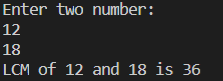 Enter two number:
12
18
LCM of 12 and 18 is 36